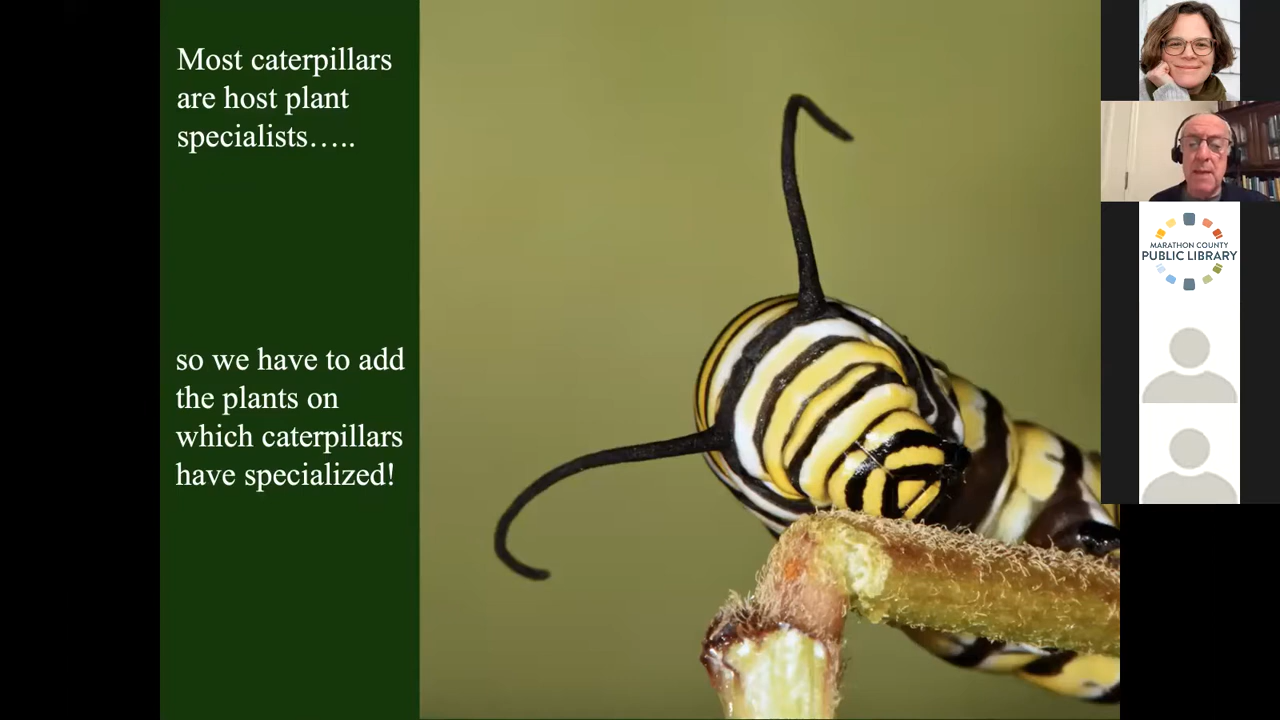 Most caterpillars
are host plant
specialists…..
so we have to add
the plants on
which caterpillars
have specialized!
MARATHON COUNTY
PUBLIC LIBRARY